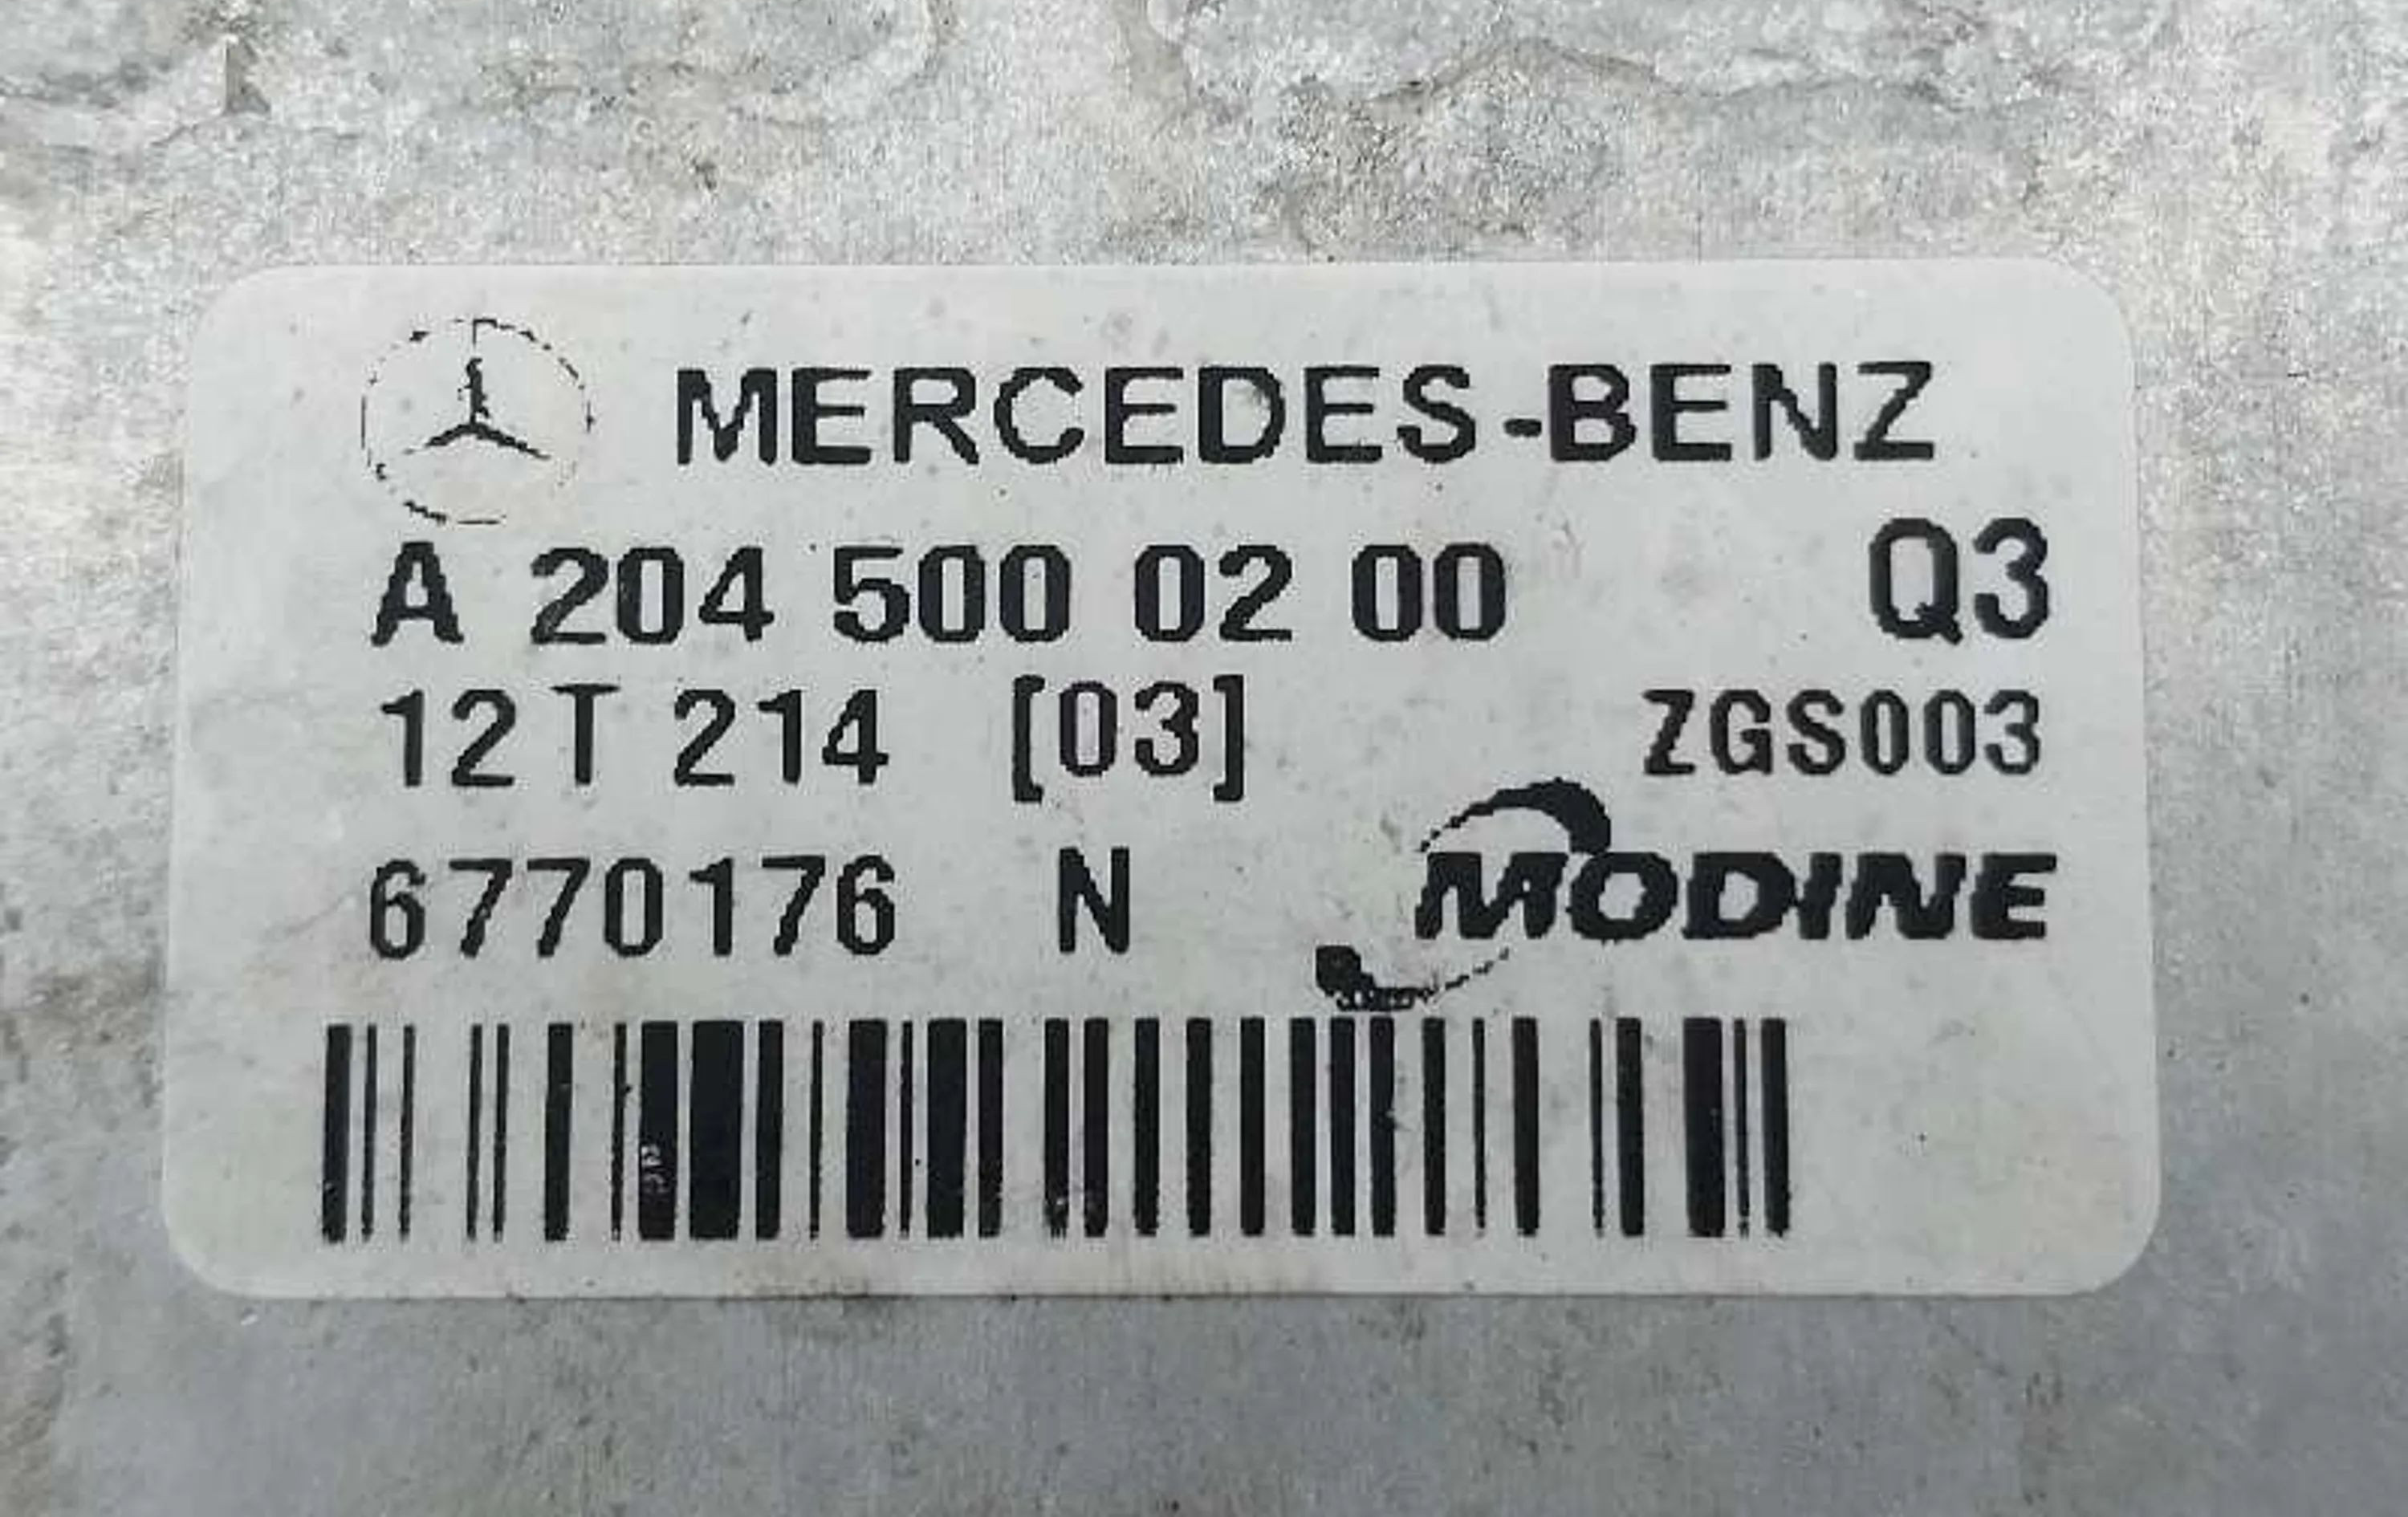 MERCEDES-BENZ
A 204 500 02 00 Q3
12 T 214 [03] ZGS003
6770176 N MODINE